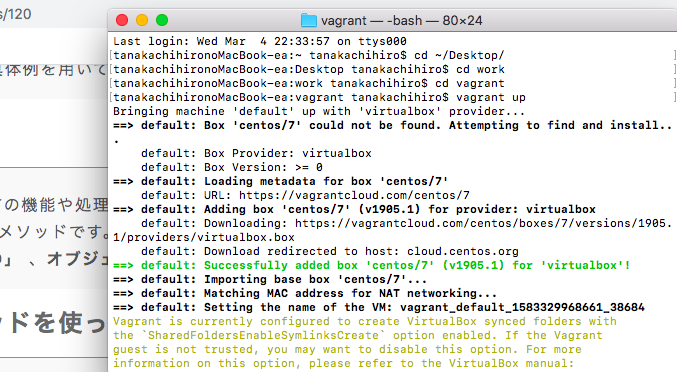 s/120
体例を用いて
の機能や処理
メソッドです。
」 、オブジェ
ッドを使っ
vagrant — -bash — 80×24
Last login: Wed Mar  4 22:33:57 on ttys000
[tanakachihironoMacBook-ea:~ tanakachihiro$ cd ~/Desktop/ ]
[tanakachihironoMacBook-ea:Desktop tanakachihiro$ cd work ]
[tanakachihironoMacBook-ea:work tanakachihiro$ cd vagrant ]
[tanakachihironoMacBook-ea:vagrant tanakachihiro$ vagrant up ]
Bringing machine 'default' up with 'virtualbox' provider...
==> default: Box 'centos/7' could not be found. Attempting to find and install..
.
    default: Box Provider: virtualbox
    default: Box Version: >= 0
==> default: Loading metadata for box 'centos/7'
    default: URL: https://vagrantcloud.com/centos/7
==> default: Adding box 'centos/7' (v1905.1) for provider: virtualbox
    default: Downloading: https://vagrantcloud.com/centos/boxes/7/versions/1905.
1/providers/virtualbox.box
    default: Download redirected to host: cloud.centos.org
==> default: Successfully added box 'centos/7' (v1905.1) for 'virtualbox'!
==> default: Importing base box 'centos/7'...
==> default: Matching MAC address for NAT networking...
==> default: Setting the name of the VM: vagrant_default_1583329968661_38684
Vagrant is currently configured to create VirtualBox synced folders with
the `SharedFoldersEnableSymlinksCreate` option enabled. If the Vagrant
guest is not trusted, you may want to disable this option. For more
information on this option, please refer to the VirtualBox manual: